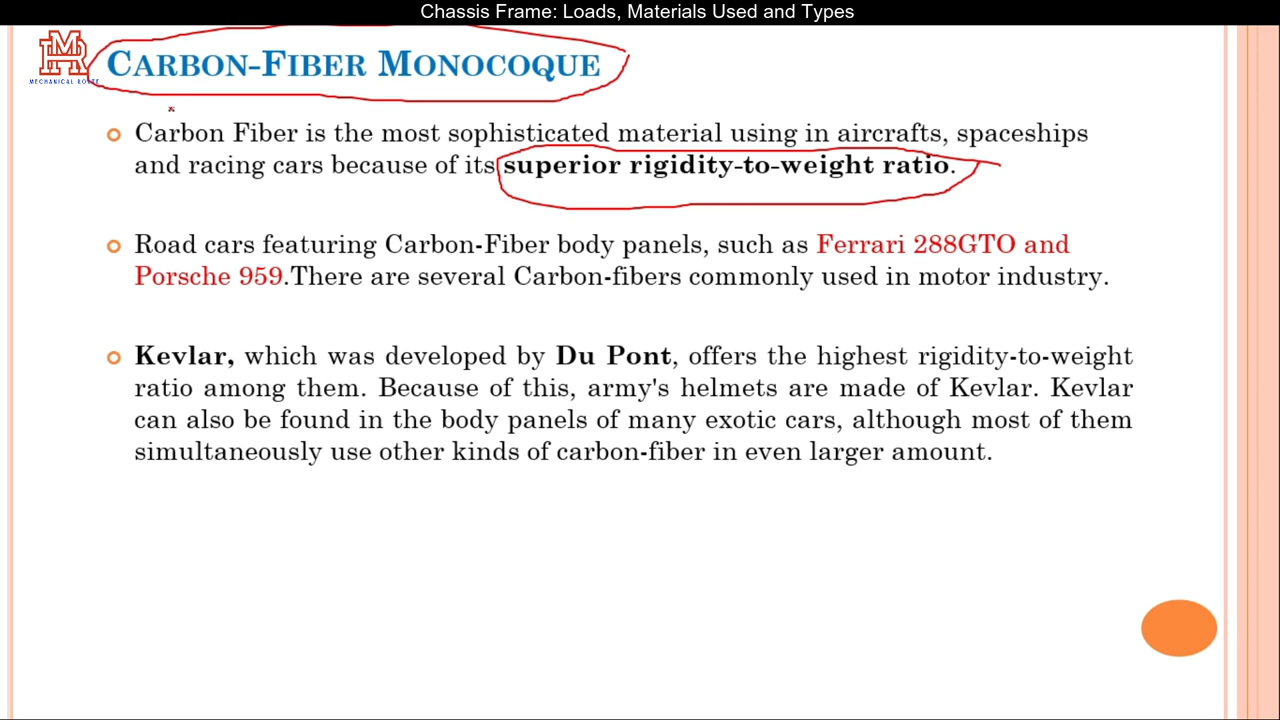 Chassis Frame: Loads, Materials Used and Types
MR
MECHANICAL ROUTE
CARBON-FIBER MONOCOQUE
Carbon Fiber is the most sophisticated material using in aircrafts, spaceships
and racing cars because of its superior rigidity-to-weight ratio.
Road cars featuring Carbon-Fiber body panels, such as Ferrari 288GTO and
Porsche 959.There are several Carbon-fibers commonly used in motor industry.
Kevlar, which was developed by Du Pont, offers the highest rigidity-to-weight
ratio among them. Because of this, army's helmets are made of Kevlar. Kevlar
can also be found in the body panels of many exotic cars, although most of them
simultaneously use other kinds of carbon-fiber in even larger amount.